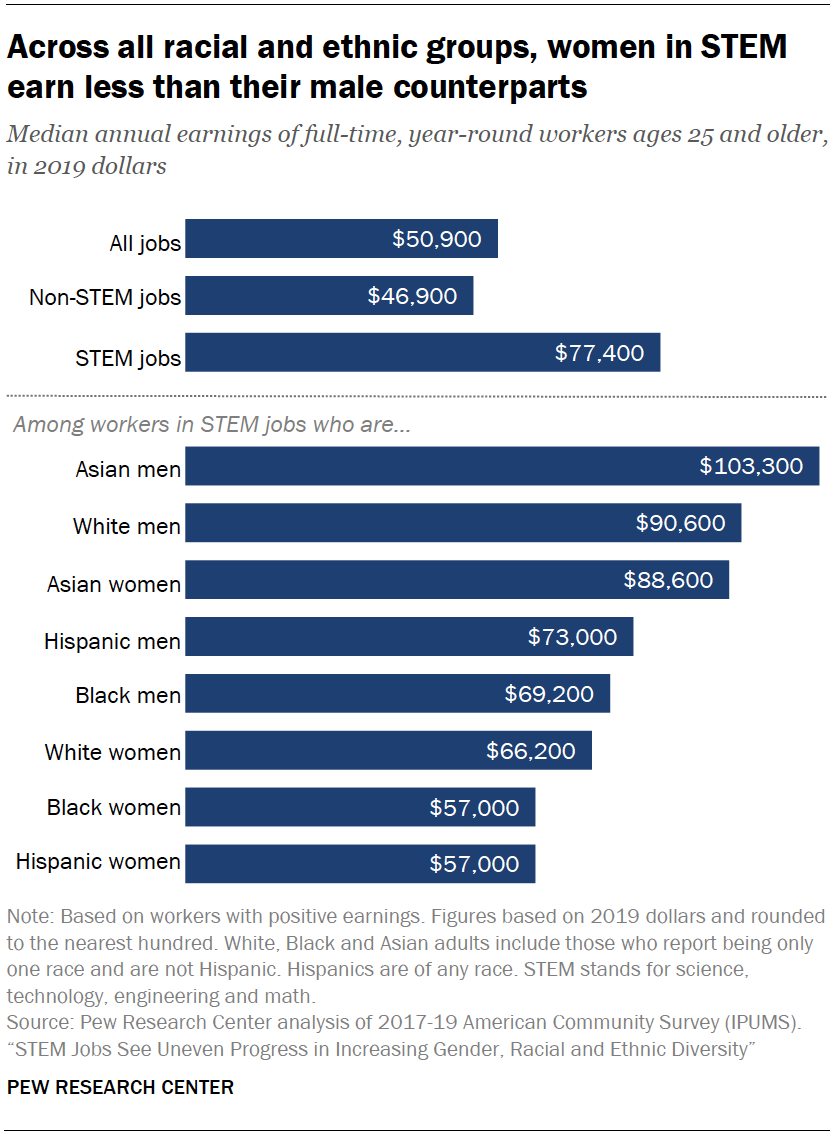 Across all racial and ethnic groups, women in STEM
earn less than their male counterparts
Median annual earnings of full-time, year-round workers ages 25 and older,
in 2019 dollars
All jobs $50,900
Non-STEM jobs $46,900
STEM jobs $77,400
Among workers in STEM jobs who are...
Asian men $103,300
White men $90,600
Asian women $88,600
Hispanic men $73,000
Black men $69,200
White women $66,200
Black women $57,000
Hispanic women $57,000
Note: Based on workers with positive earnings. Figures based on 2019 dollars and rounded
to the nearest hundred. White, Black and Asian adults include those who report being only
one race and are not Hispanic. Hispanics are of any race. STEM stands for science,
technology, engineering and math.
Source: Pew Research Center analysis of 2017-19 American Community Survey (IPUMS).
“STEM Jobs See Uneven Progress in Increasing Gender, Racial and Ethnic Diversity”
PEW RESEARCH CENTER